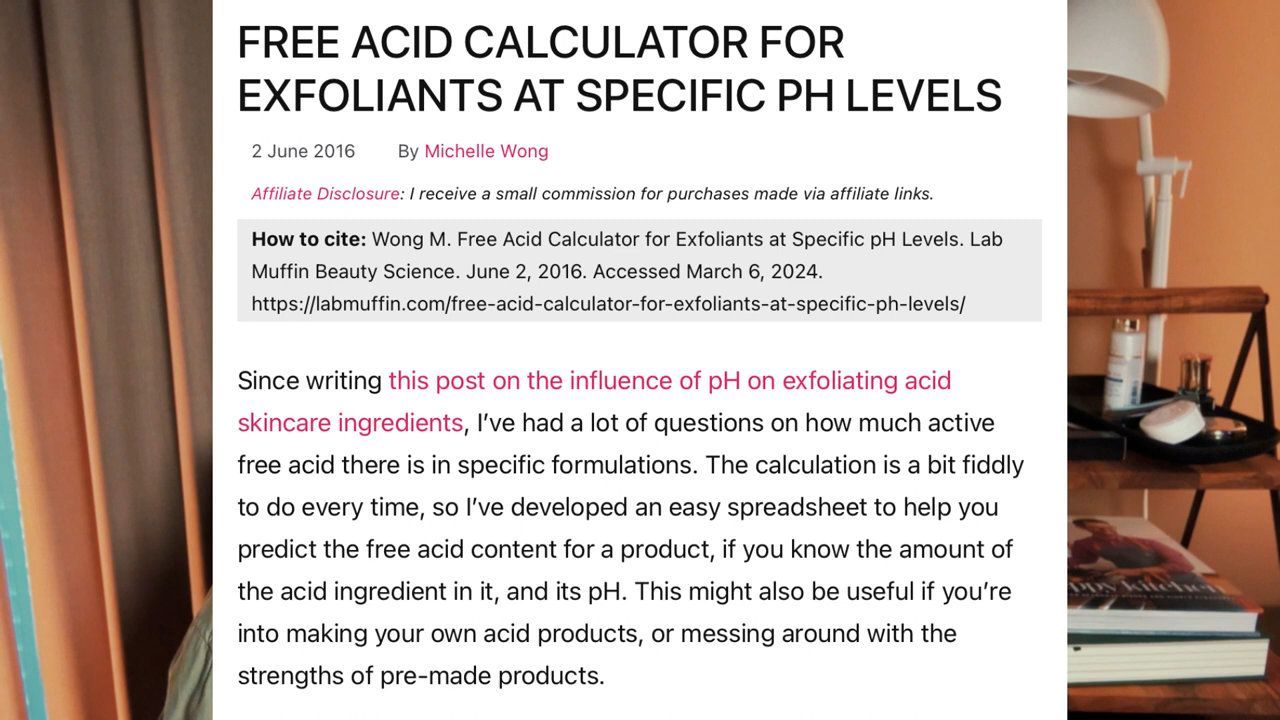 FREE ACID CALCULATOR FOR
EXFOLIANTS AT SPECIFIC PH LEVELS
2 June 2016 By Michelle Wong
Affiliate Disclosure: I receive a small commission for purchases made via affiliate links.
How to cite: Wong M. Free Acid Calculator for Exfoliants at Specific pH Levels. Lab
Muffin Beauty Science. June 2, 2016. Accessed March 6, 2024.
https://labmuffin.com/free-acid-calculator-for-exfoliants-at-specific-ph-levels/
Since writing this post on the influence of pH on exfoliating acid
skincare ingredients, I’ve had a lot of questions on how much active
free acid there is in specific formulations. The calculation is a bit fiddly
to do every time, so I’ve developed an easy spreadsheet to help you
predict the free acid content for a product, if you know the amount of
the acid ingredient in it, and its pH. This might also be useful if you’re
into making your own acid products, or messing around with the
strengths of pre-made products.